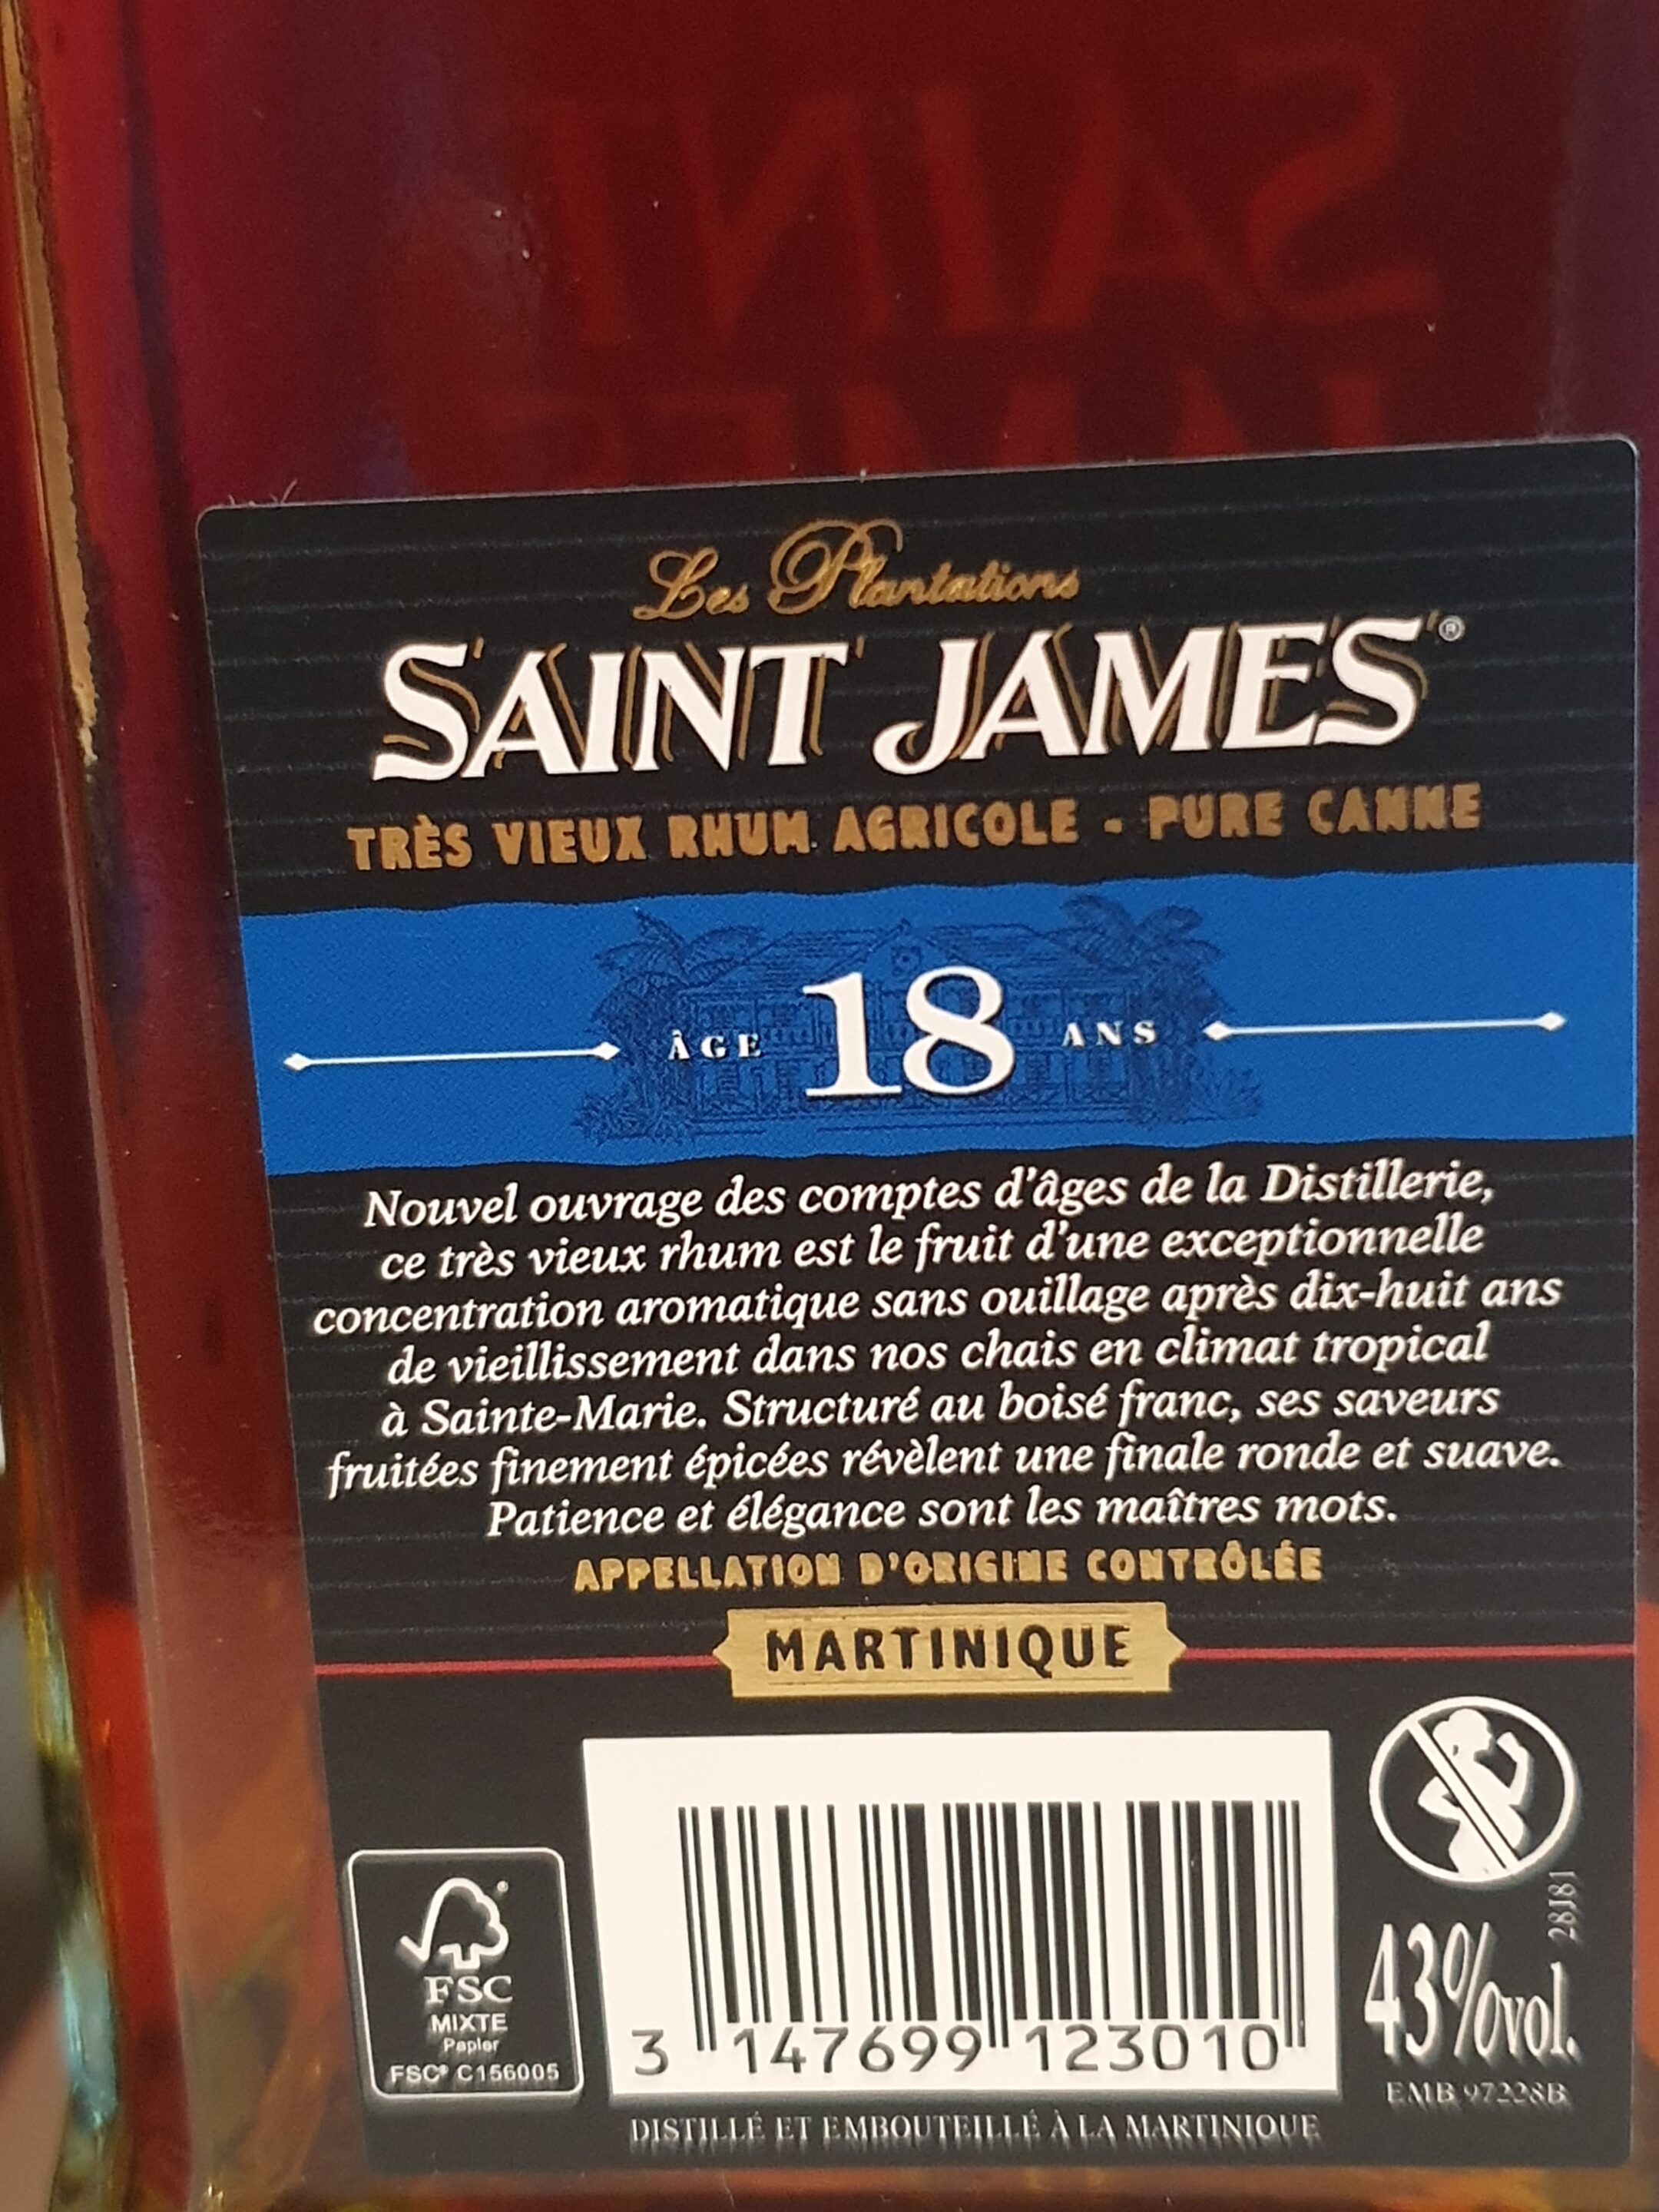 SAINT
Les Plantations
SAINT JAMES®
TRÈS VIEUX RHUM AGRICOLE - PURE CANNE
ÂGE 18 ANS
Nouvel ouvrage des comptes d'âges de la Distillerie,
ce très vieux rhum est le fruit d'une exceptionnelle
concentration aromatique sans ouillage après dix-huit ans
de vieillissement dans nos chais en climat tropical
à Sainte-Marie. Structuré au boisé franc, ses saveurs
fruitées finement épicées révèlent une finale ronde et suave.
Patience et élégance sont les maîtres mots.
APPELLATION D'ORIGINE CONTRÔLÉE
MARTINIQUE
FSC
MIXTE
Papier
FSC® C156005
3 147699 123010
28J81
43%vol.
EMB 97228B
DISTILLÉ ET EMBOUTEILLÉ À LA MARTINIQUE